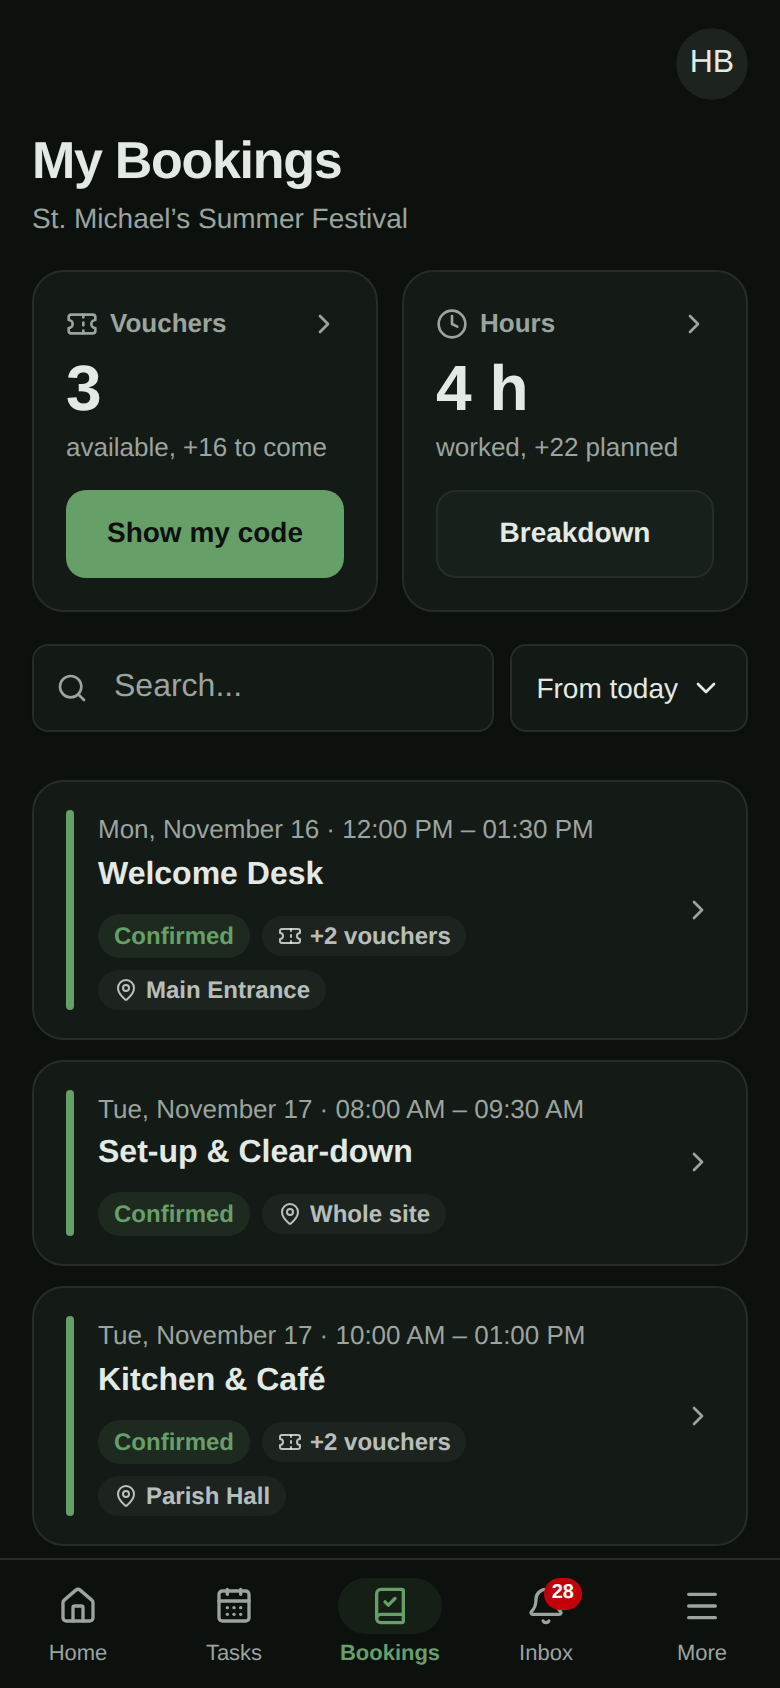 HB
My Bookings
St. Michael’s Summer Festival
Vouchers
3
available, +16 to come
Show my code
Hours
4 h
worked, +22 planned
Breakdown
Search...
From today
Mon, November 16 · 12:00 PM – 01:30 PM
Welcome Desk
Confirmed
+2 vouchers
Main Entrance
Tue, November 17 · 08:00 AM – 09:30 AM
Set-up & Clear-down
Confirmed
Whole site
Tue, November 17 · 10:00 AM – 01:00 PM
Kitchen & Café
Confirmed
+2 vouchers
Parish Hall
28
Home
Tasks
Bookings
Inbox
More